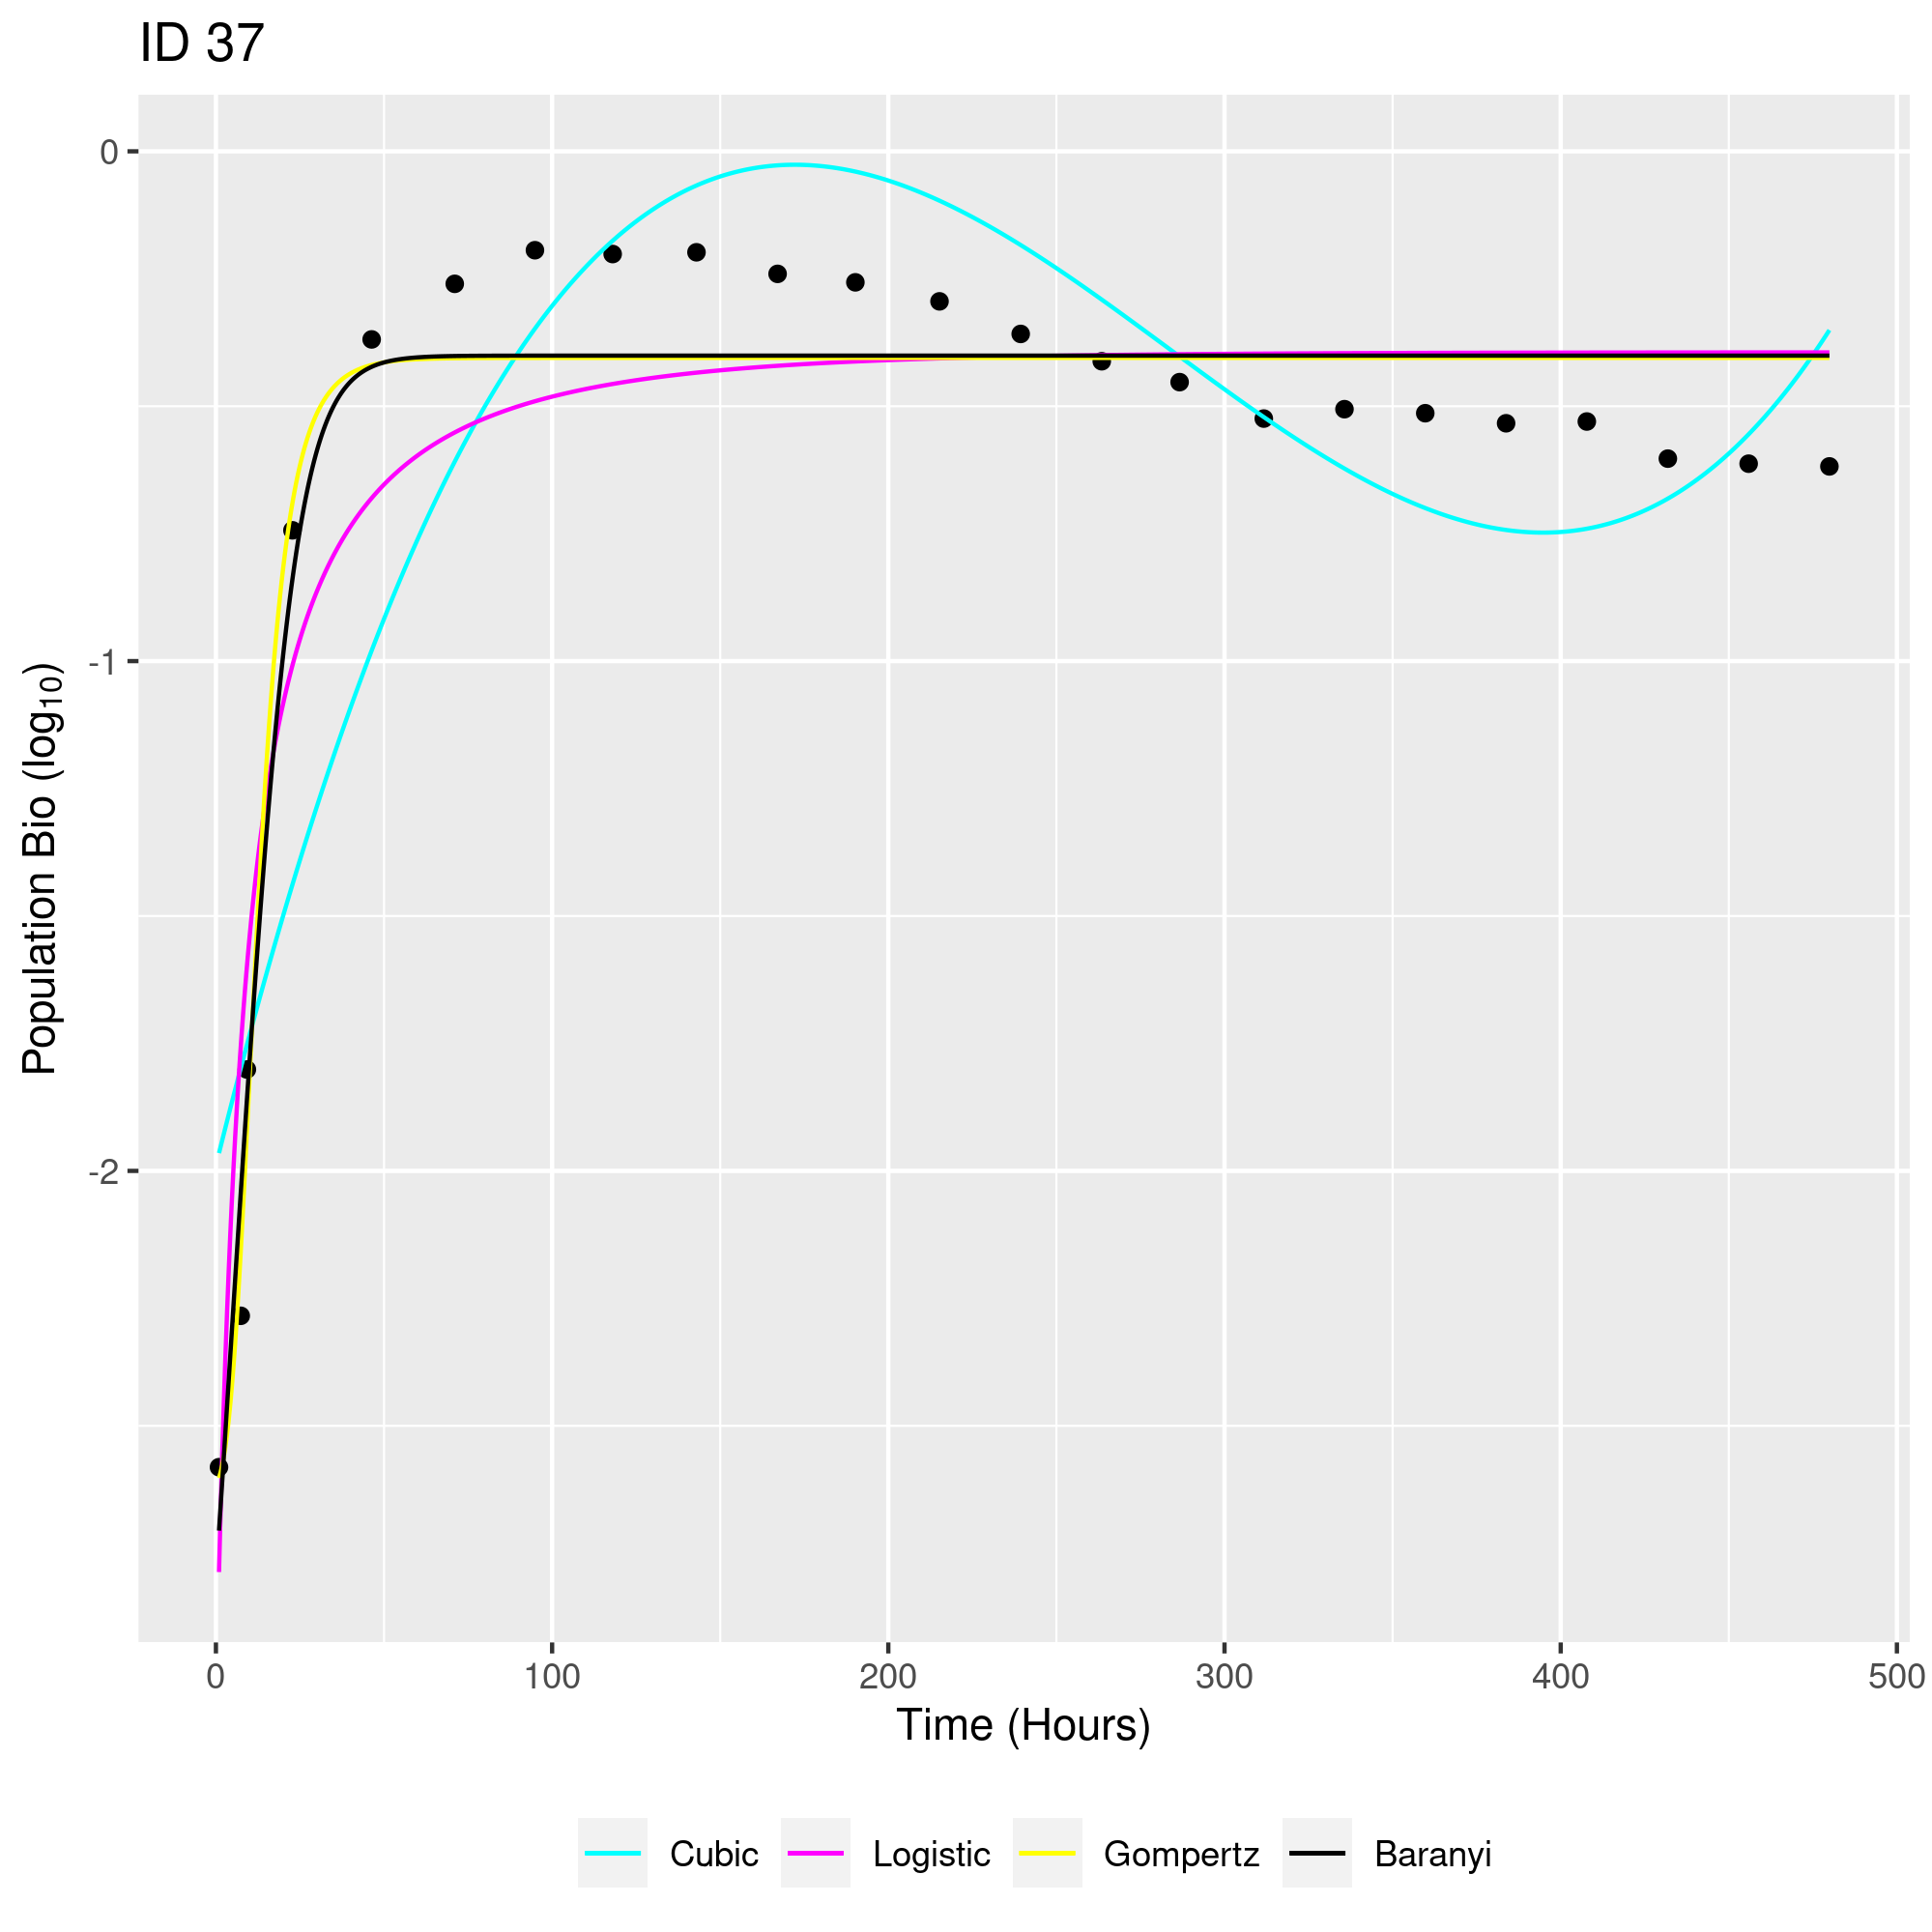 ID 37
Population Bio (log₁₀)
0
-1
-2
0 100 200 300 400 500
Time (Hours)
Cubic Logistic Gompertz Baranyi